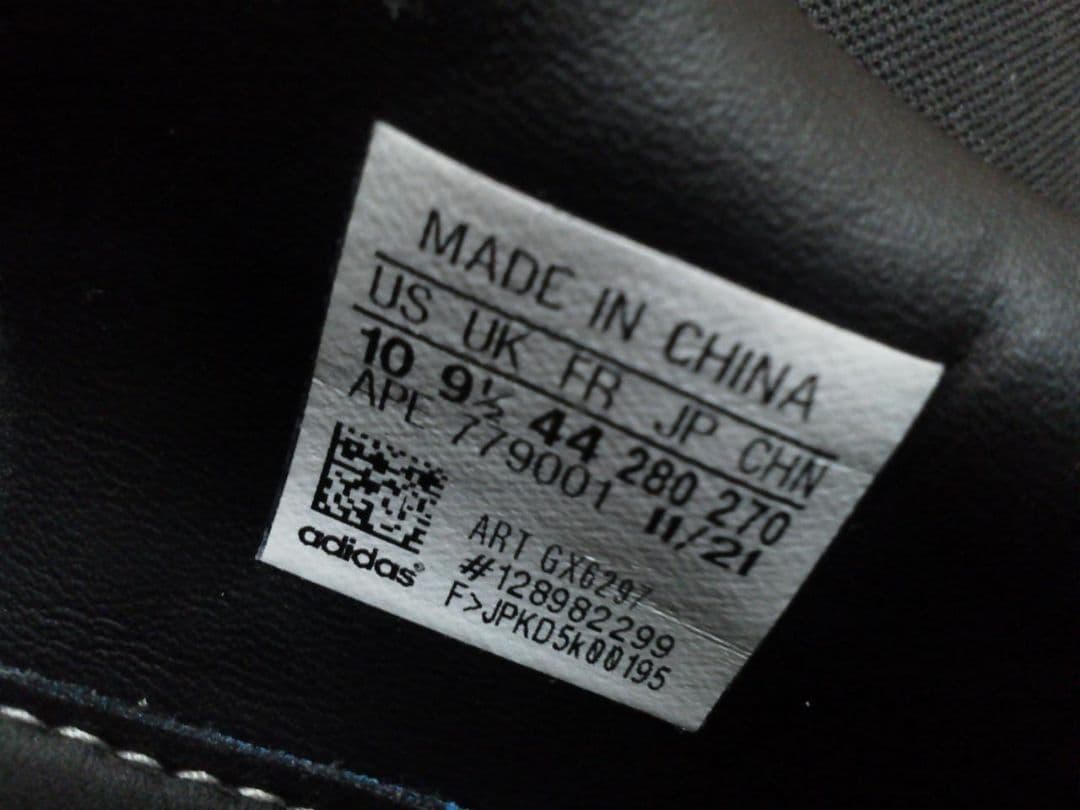 MADE IN CHINA
US UK FR JP CHN
10 9½ 44 280 270
APE 779001 11/21
ART GX6297
#128982299
F>JPKD5k00195
adidas®